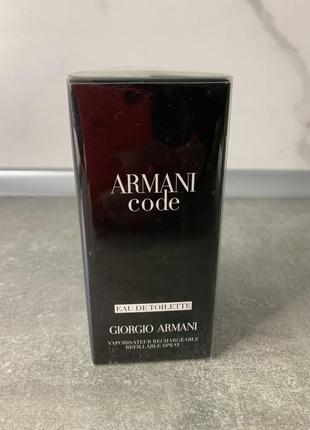 ARMANI
code
EAU DE TOILETTE
GIORGIO ARMANI
VAPORISATEUR RECHARGEABLE
REFILLABLE SPRAY